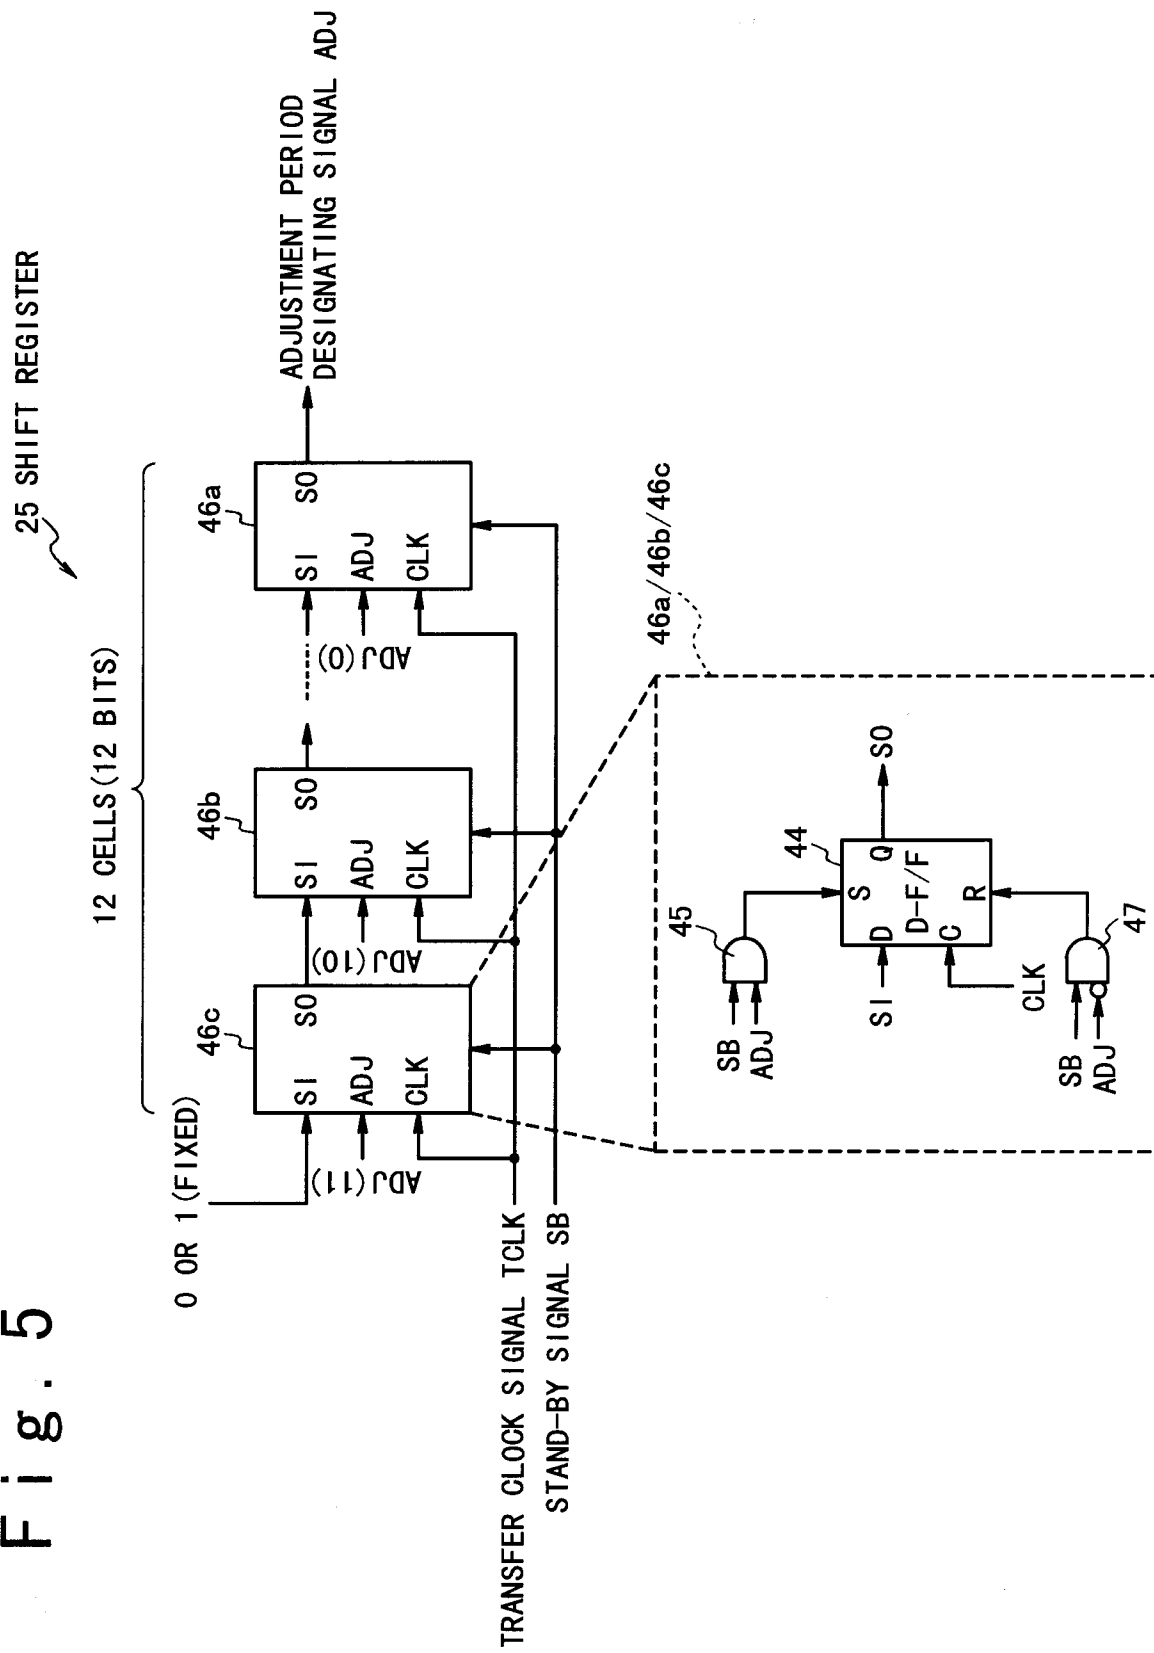 Fig. 5
25 SHIFT REGISTER
12 CELLS(12 BITS)
0 OR 1(FIXED)
46c
SI
SO
ADJ
CLK
ADJ(11)
46b
SI
SO
ADJ
CLK
ADJ(10)
46a
SI
SO
ADJ
CLK
ADJ(0)
ADJUSTMENT PERIOD
DESIGNATING SIGNAL ADJ
TRANSFER CLOCK SIGNAL TCLK
STAND-BY SIGNAL SB
46a/46b/46c
45
SB
ADJ
44
SI
D
S
Q
SO
D-F/F
C
R
CLK
SB
ADJ
47